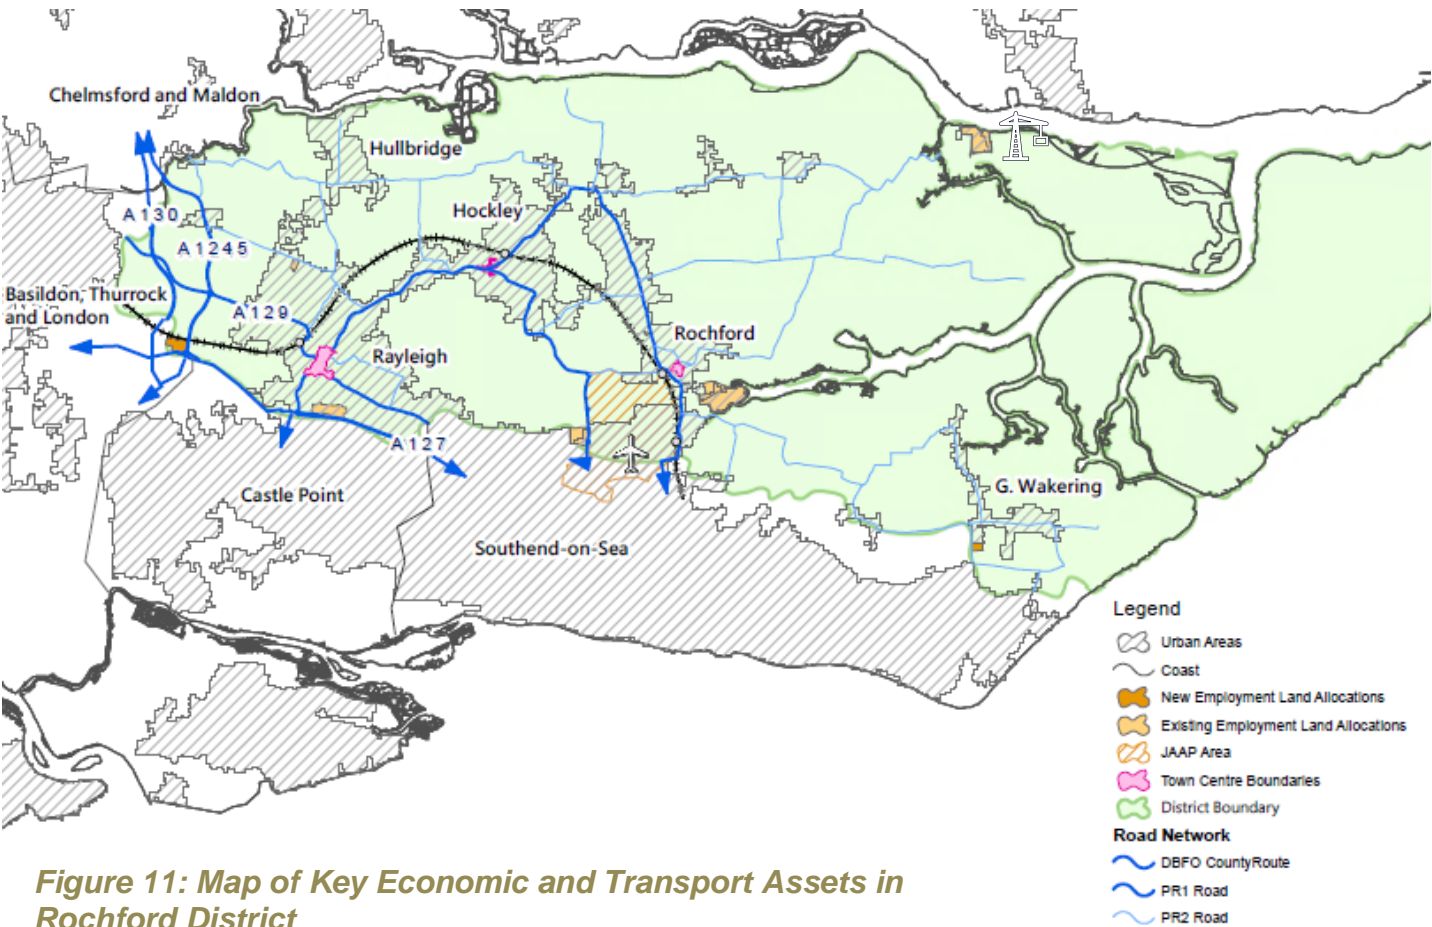 Chelmsford and Maldon
Hullbridge
A130
Hockley
A1245
Basildon, Thurrock
and London
A129
Rochford
Rayleigh
A127
Castle Point
G. Wakering
Southend-on-Sea
Legend
Urban Areas
Coast
New Employment Land Allocations
Existing Employment Land Allocations
JAAP Area
Town Centre Boundaries
District Boundary
Road Network
DBFO CountyRoute
PR1 Road
PR2 Road
Figure 11: Map of Key Economic and Transport Assets in
Rochford District